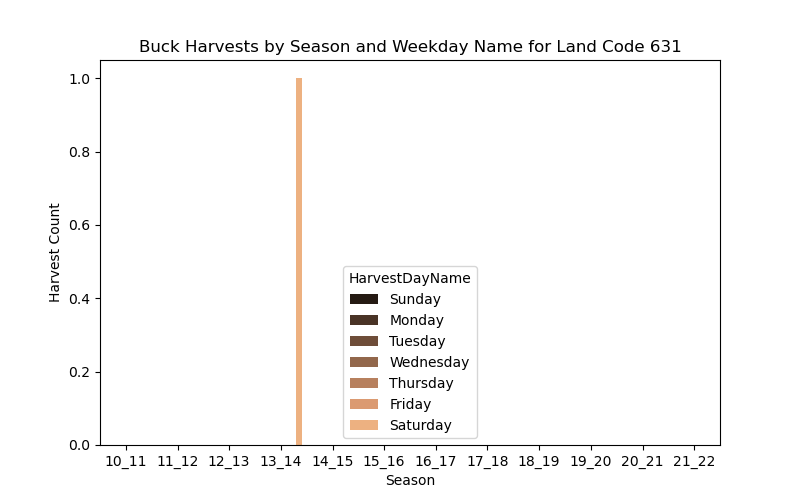 Buck Harvests by Season and Weekday Name for Land Code 631
1.0
0.8
0.6
0.4
0.2
0.0
Harvest Count
HarvestDayName
Sunday
Monday
Tuesday
Wednesday
Thursday
Friday
Saturday
10_11 11_12 12_13 13_14 14_15 15_16 16_17 17_18 18_19 19_20 20_21 21_22
Season